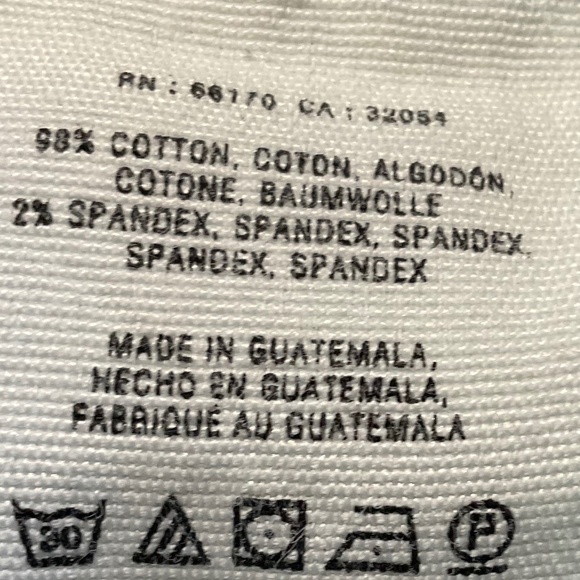 RN : 66170 CA : 32054
98% COTTON, COTON, ALGODÓN,
COTONE, BAUMWOLLE
2% SPANDEX, SPANDEX, SPANDEX,
SPANDEX, SPANDEX
MADE IN GUATEMALA,
HECHO EN GUATEMALA,
FABRIQUÉ AU GUATEMALA
30 P